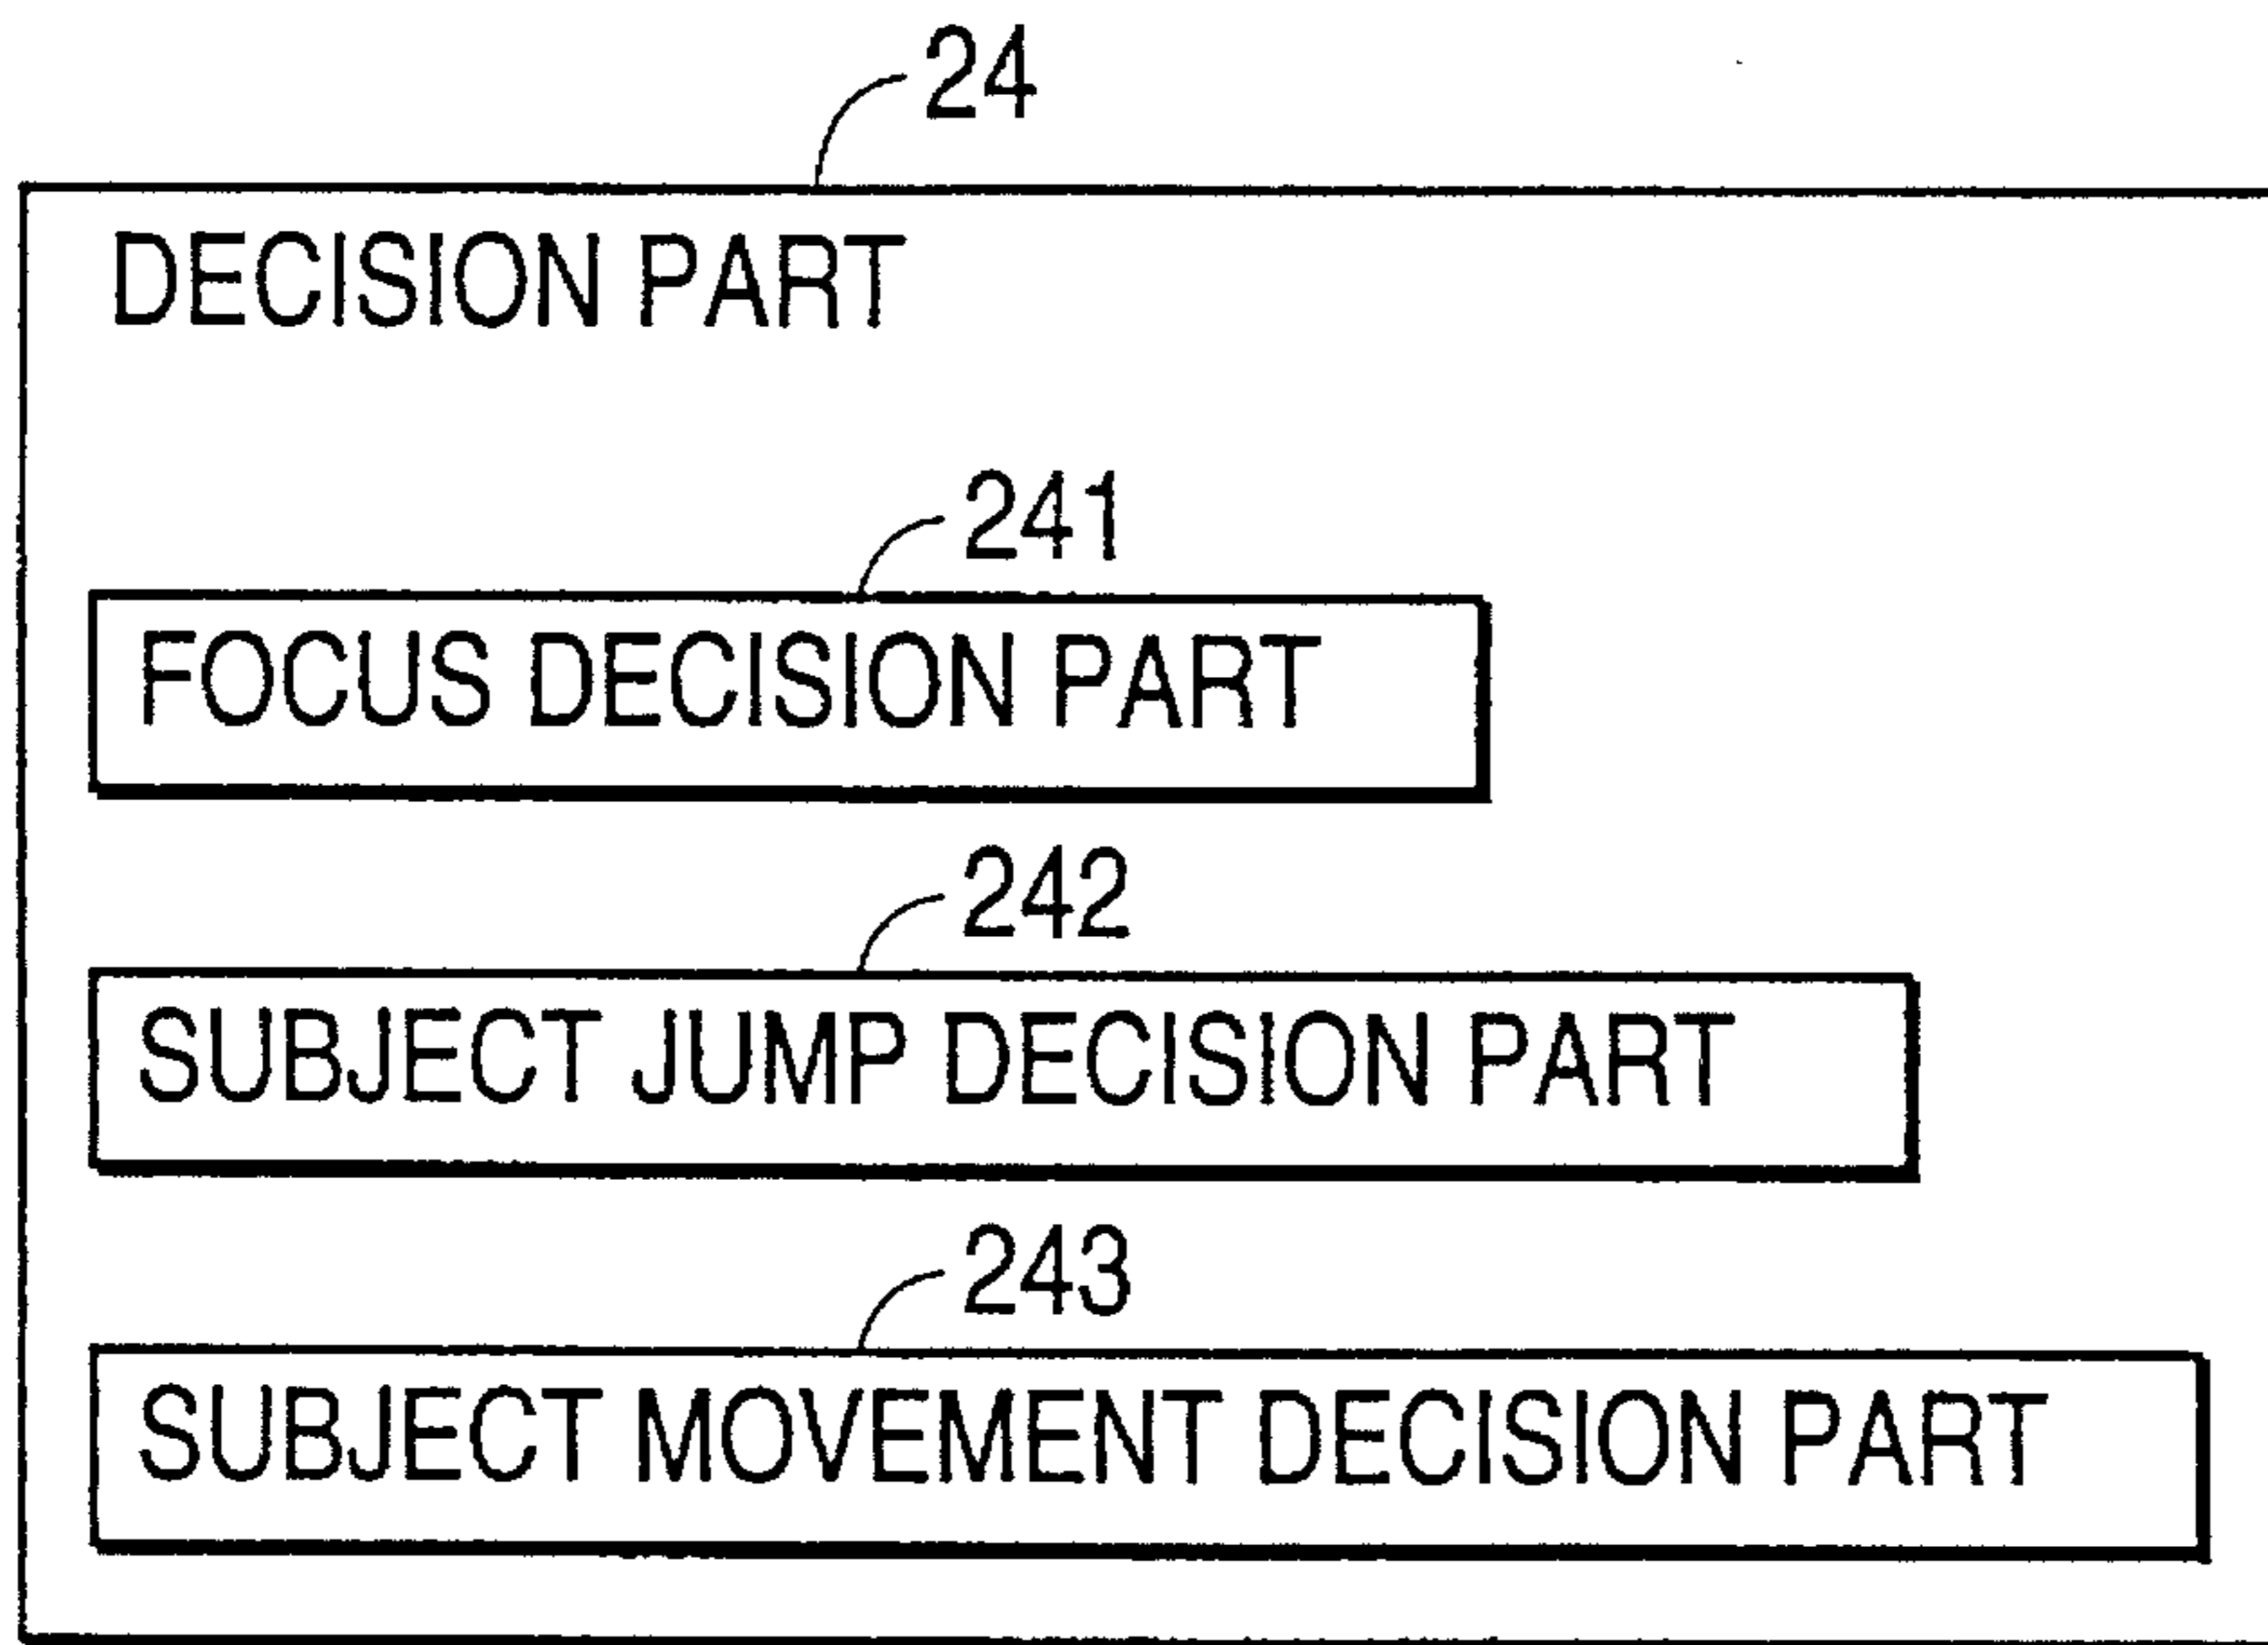 24
DECISION PART
241
FOCUS DECISION PART
242
SUBJECT JUMP DECISION PART
243
SUBJECT MOVEMENT DECISION PART